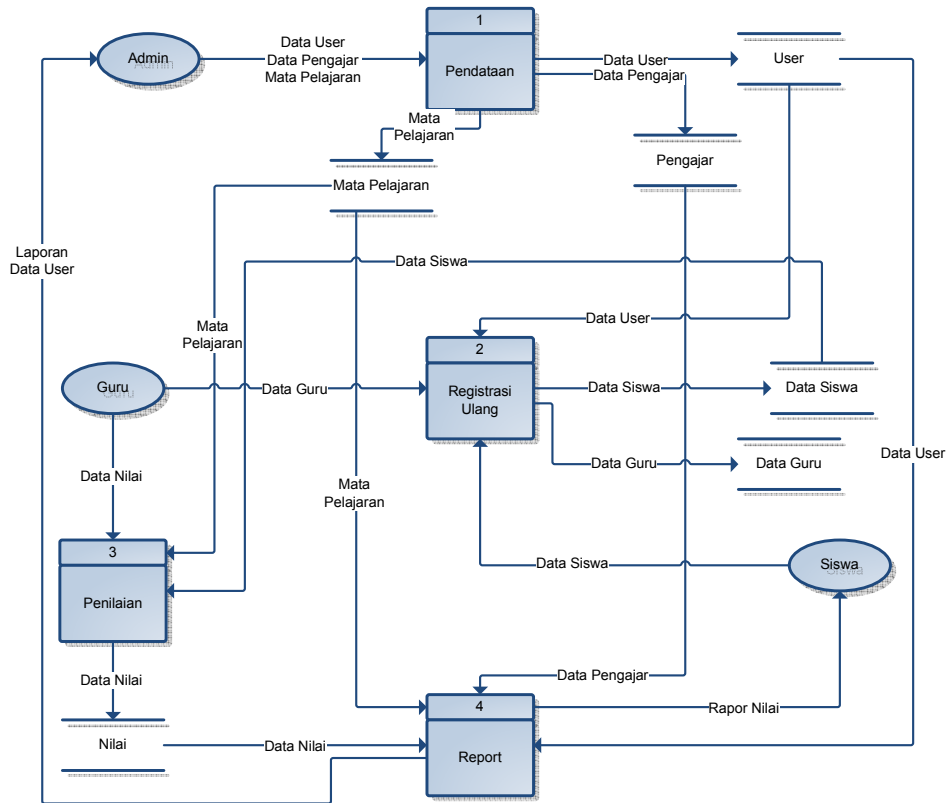 1
Admin
Data User
Data Pengajar
Mata Pelajaran
Pendataan
Data User
Data Pengajar
User
Mata
Pelajaran
Pengajar
Mata Pelajaran
Laporan
Data User
Data Siswa
Mata
Pelajaran
Data User
2
Guru
Data Guru
Registrasi
Ulang
Data Siswa
Data Siswa
Data Guru
Data Guru
Data User
Data Nilai
Mata
Pelajaran
3
Penilaian
Data Siswa
Siswa
Data Nilai
Data Pengajar
4
Rapor Nilai
Nilai
Data Nilai
Report